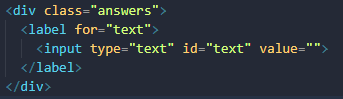 <div class="answers">
<label for="text">
<input type="text" id="text" value="">
</label>
</div>